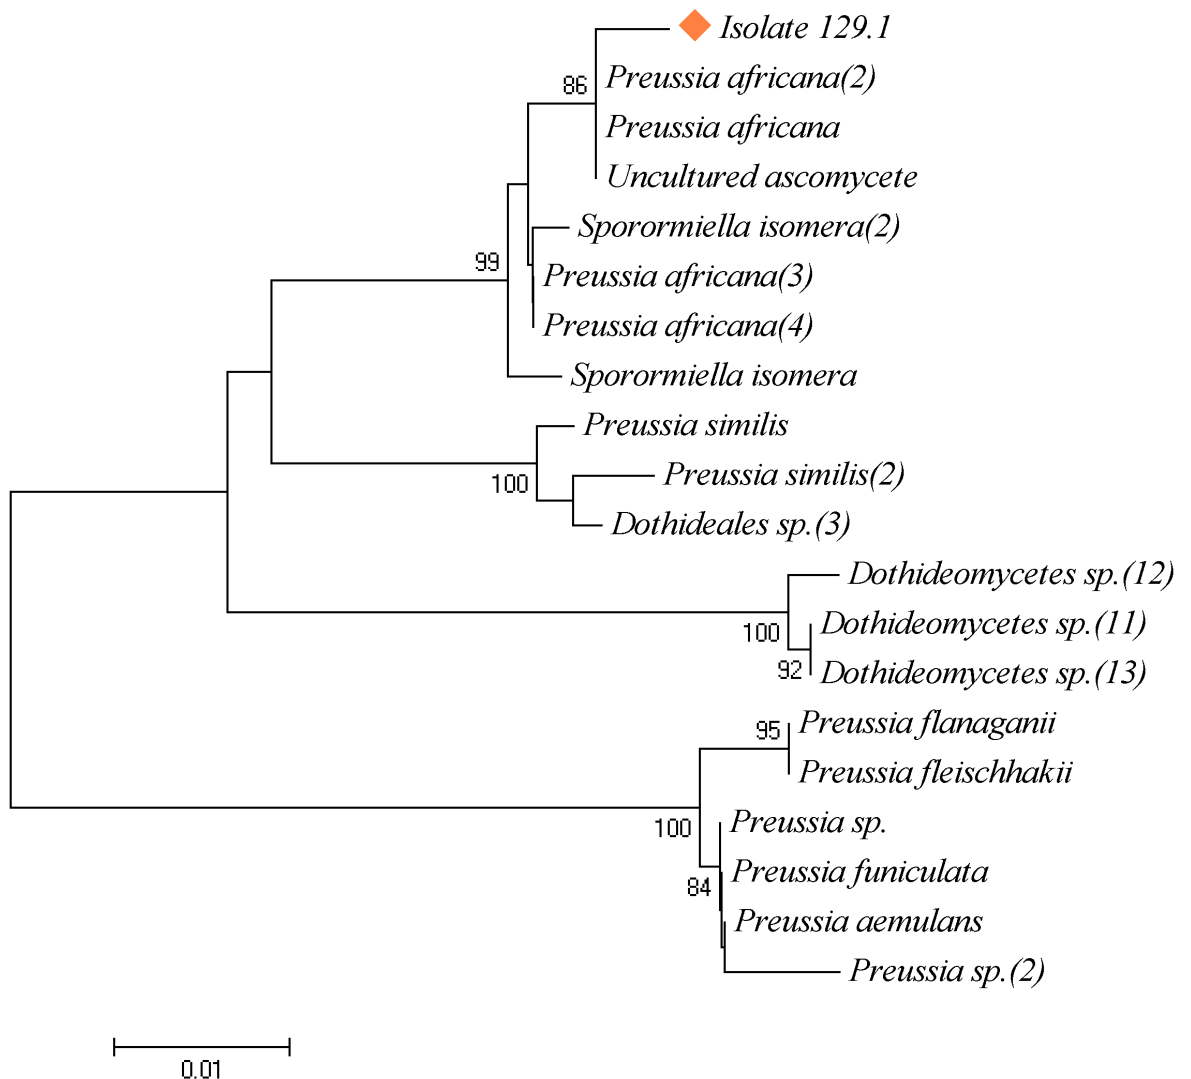 Isolate 129.1
86
Preussia africana(2)
Preussia africana
Uncultured ascomycete
Sporormiella isomera(2)
99
Preussia africana(3)
Preussia africana(4)
Sporormiella isomera
Preussia similis
100
Preussia similis(2)
Dothideales sp.(3)
Dothideomycetes sp.(12)
100
Dothideomycetes sp.(11)
92
Dothideomycetes sp.(13)
95
Preussia flanaganii
Preussia fleischhakii
100
Preussia sp.
84
Preussia funiculata
Preussia aemulans
Preussia sp.(2)
0.01